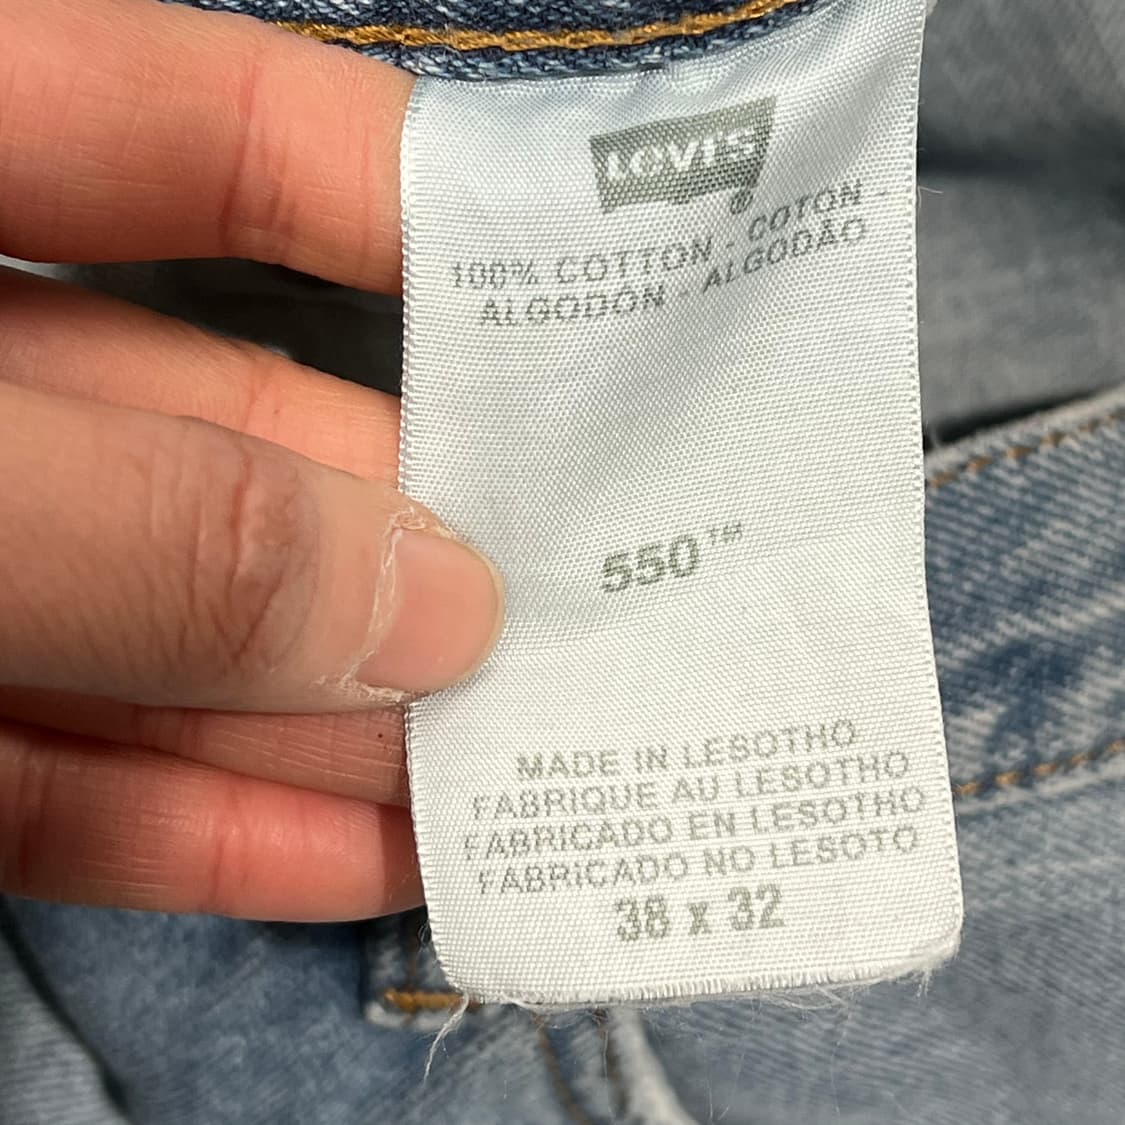 LEVI'S
100% COTTON - COTON -
ALGODÓN - ALGODÃO
550™
MADE IN LESOTHO
FABRIQUE AU LESOTHO
FABRICADO EN LESOTHO
FABRICADO NO LESOTO
38 x 32